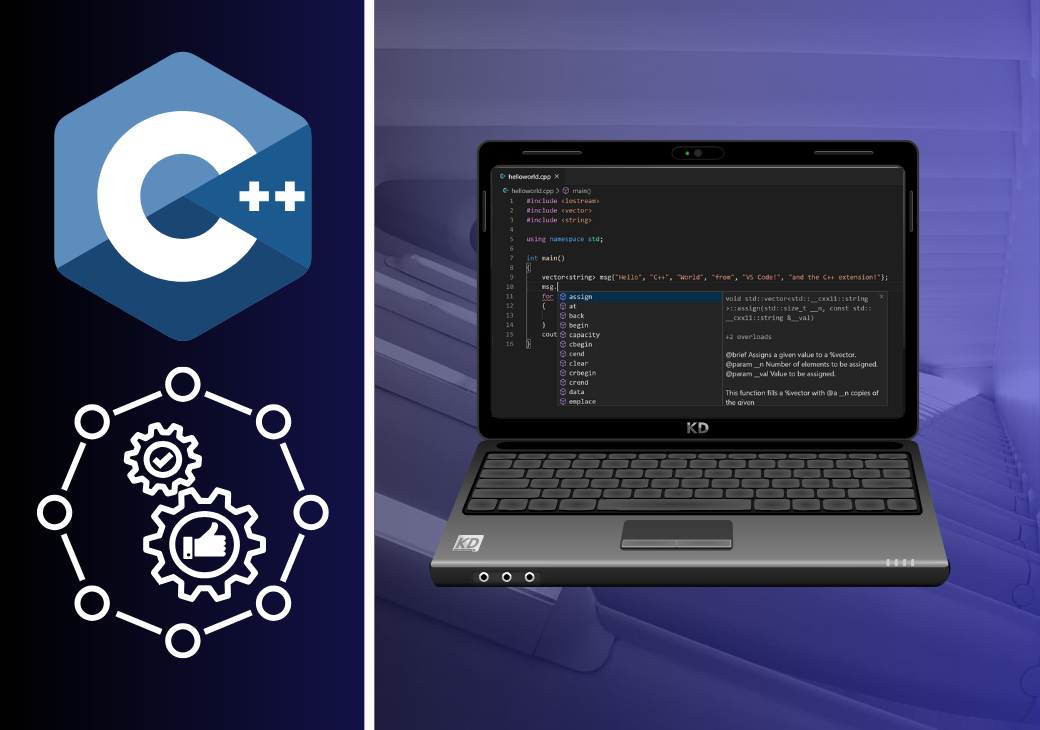 C++
helloworld.cpp ×
helloworld.cpp > main()
1 #include <iostream>
2 #include <vector>
3 #include <string>
4
5 using namespace std;
6
7 int main()
8 {
9 vector<string> msg{"Hello", "C++", "World", "from", "VS Code!", "and the C++ extension!"};
10 msg.
11 for
12 {
13
14 }
15 cout
16 }
assign
at
back
begin
capacity
cbegin
cend
clear
crbegin
crend
data
emplace
void std::vector<std::__cxx11::string
>::assign(std::size_t __n, const std::
__cxx11::string &__val)
+2 overloads
@brief Assigns a given value to a %vector.
@param __n Number of elements to be assigned.
@param __val Value to be assigned.
This function fills a %vector with @a __n copies of
the given
KD
KD